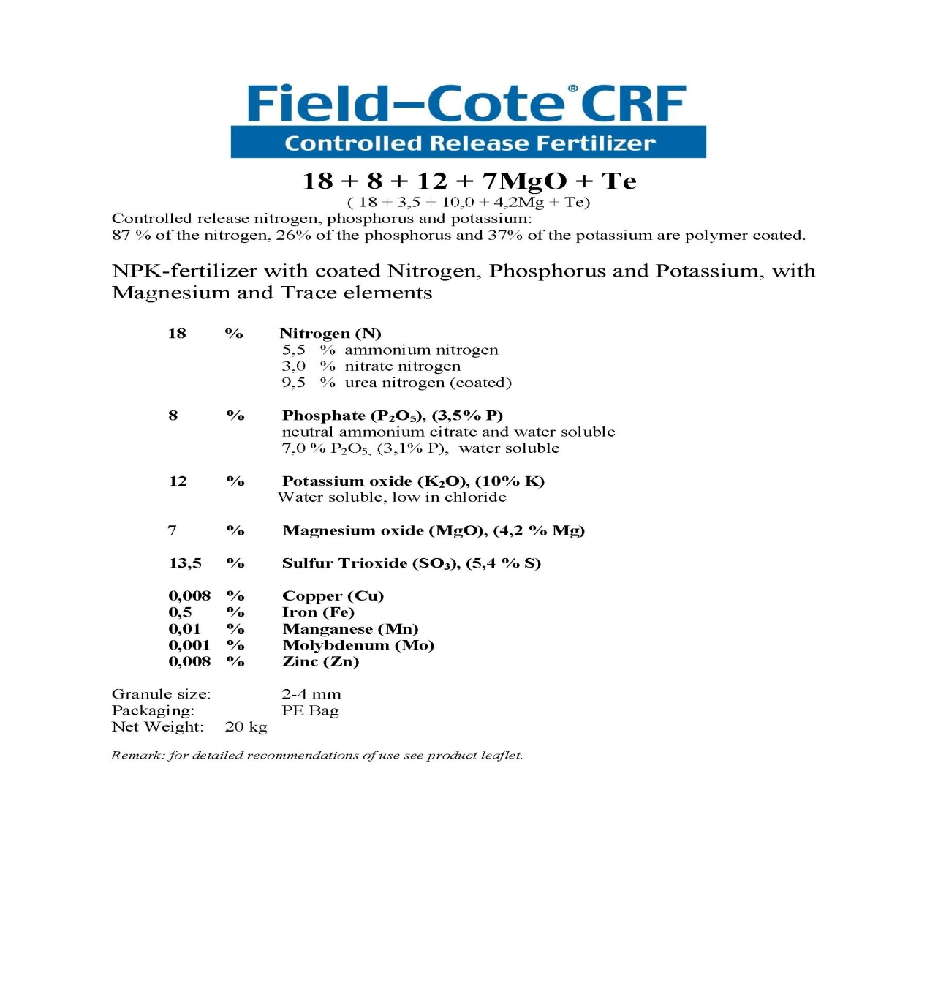 Field–Cote® CRF
Controlled Release Fertilizer
18 + 8 + 12 + 7MgO + Te
( 18 + 3,5 + 10,0 + 4,2Mg + Te)
Controlled release nitrogen, phosphorus and potassium:
87 % of the nitrogen, 26% of the phosphorus and 37% of the potassium are polymer coated.
NPK-fertilizer with coated Nitrogen, Phosphorus and Potassium, with
Magnesium and Trace elements
18 % Nitrogen (N)
5,5 % ammonium nitrogen
3,0 % nitrate nitrogen
9,5 % urea nitrogen (coated)
8 % Phosphate (P₂O₅), (3,5% P)
neutral ammonium citrate and water soluble
7,0 % P₂O₅, (3,1% P), water soluble
12 % Potassium oxide (K₂O), (10% K)
Water soluble, low in chloride
7 % Magnesium oxide (MgO), (4,2 % Mg)
13,5 % Sulfur Trioxide (SO₃), (5,4 % S)
0,008 % Copper (Cu)
0,5 % Iron (Fe)
0,01 % Manganese (Mn)
0,001 % Molybdenum (Mo)
0,008 % Zinc (Zn)
Granule size: 2-4 mm
Packaging: PE Bag
Net Weight: 20 kg
Remark: for detailed recommendations of use see product leaflet.